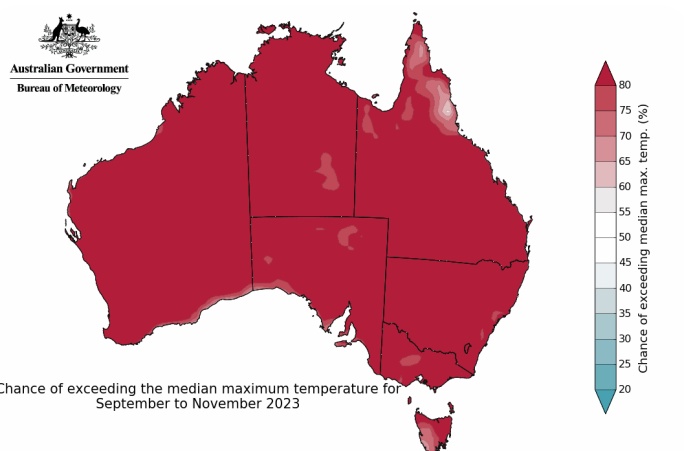 Australian Government
Bureau of Meteorology
80
75
70
65
60
55
50
45
40
35
30
25
20
Chance of exceeding median max. temp. (%)
Chance of exceeding the median maximum temperature for
September to November 2023